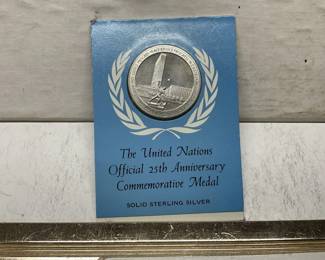 The United Nations
Official 25th Anniversary
Commemorative Medal
SOLID STERLING SILVER